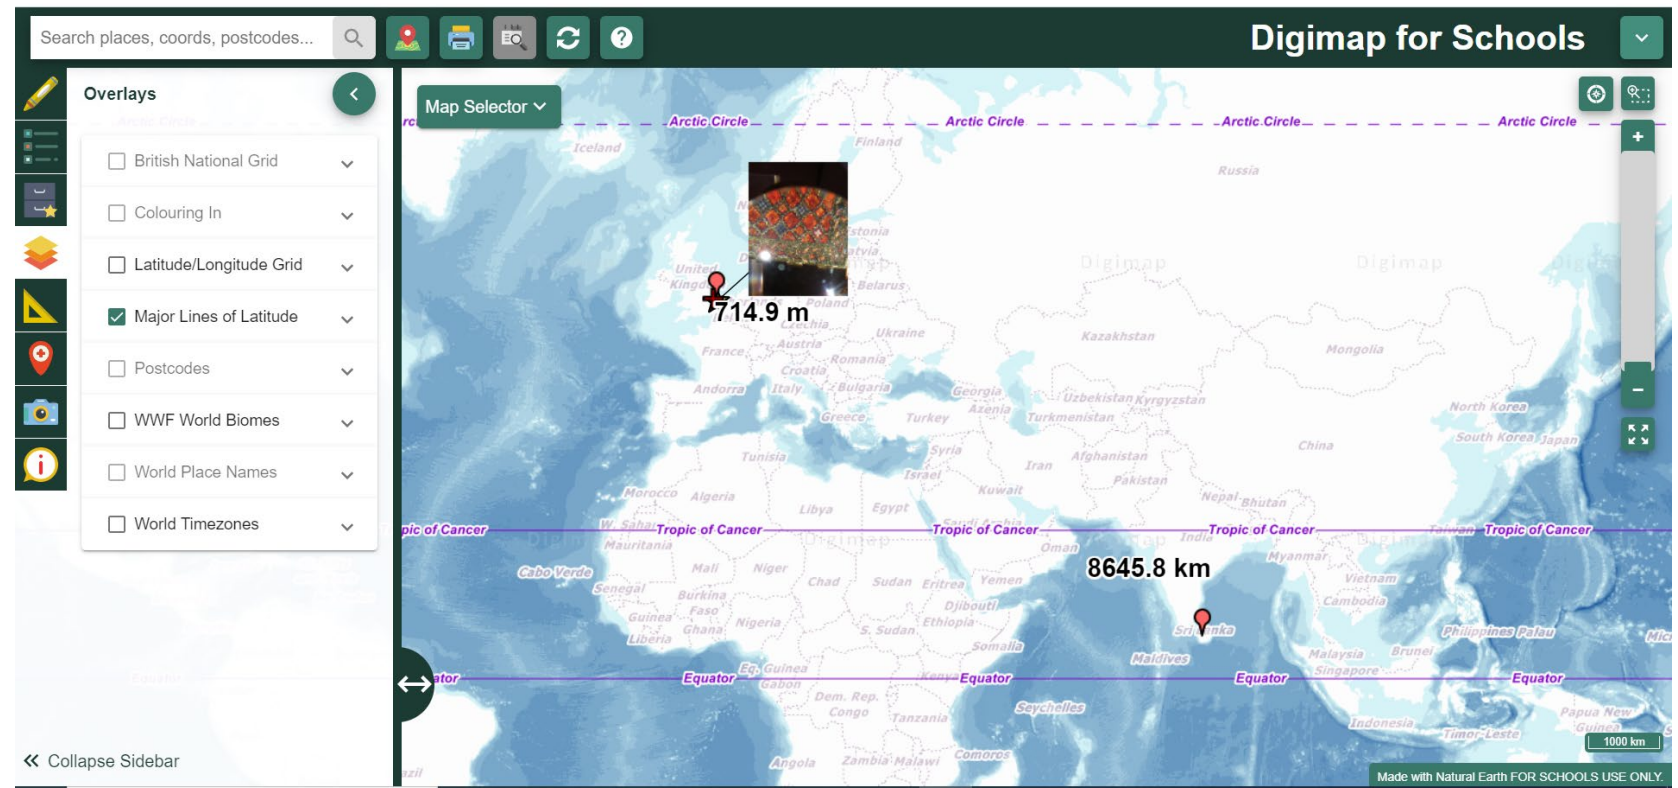 Search places, coords, postcodes...
Digimap for Schools
Overlays
British National Grid
Colouring In
Latitude/Longitude Grid
Major Lines of Latitude
Postcodes
WWF World Biomes
World Place Names
World Timezones
Collapse Sidebar
Map Selector
Arctic Circle
Arctic Circle
Arctic Circle
Arctic Circle
Iceland
Finland
Russia
Digimap
Digimap
United
Kingd
Belarus
714.9 m
Poland
Czechia
Ukraine
Kazakhstan
Mongolia
France
Austria
Romania
Croatia
Andorra
Italy
Bulgaria
Georgia
Uzbekistan
Kyrgyzstan
North Korea
Greece
Turkey
Turkmenistan
South Korea
Japan
China
Tunisia
Syria
Iran
Afghanistan
Israel
Kuwait
Pakistan
Morocco
Algeria
Libya
Egypt
Nepal
Bhutan
pic of Cancer
Tropic of Cancer
Tropic of Cancer
Tropic of Cancer
Tropic of Cancer
Mauritania
Oman
India
Myanmar
8645.8 km
Cabo Verde
Mali
Niger
Chad
Sudan
Eritrea
Yemen
Vietnam
Senegal
Burkina
Faso
Djibouti
Cambodia
Guinea
Ghana
Nigeria
S. Sudan
Ethiopia
Liberia
Somalia
Philippines
Palau
Maldives
Malaysia
Brunei
Singapore
ator
Equator
Equator
Equator
Equator
Eq. Guinea
Gabon
Dem. Rep.
Congo
Tanzania
Seychelles
Indonesia
Papua New
Guinea
Timor-Leste
Angola
Zambia
Malawi
Comoros
1000 km
Made with Natural Earth FOR SCHOOLS USE ONLY.